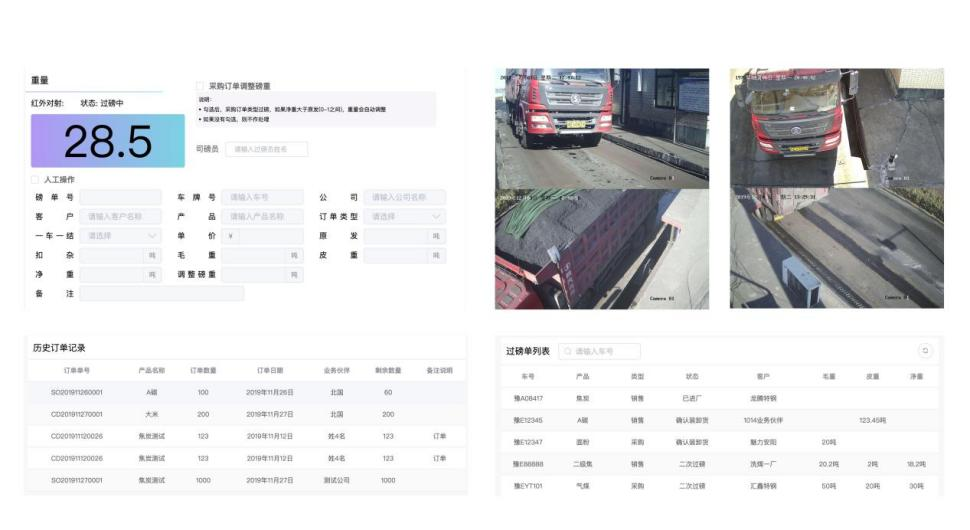 重量
红外对射: 状态: 过磅中
28.5
采购订单调整磅重
说明:
• 勾选后，采购订单类型过磅，如果净重大于原发(0-1之间)，重量会自动调整
• 如果没有勾选，则不作处理
司磅员 请输入过磅员姓名
人工操作
磅单号 车牌号 请输入车号 公司 请输入公司名称
客户 请输入客户名称 产品 请输入产品名称 订单类型 请选择
一车一结 请选择 单价 ¥ 原发 吨
扣杂 吨 毛重 吨 皮重 吨
净重 吨 调整磅重 吨
备注
Camera 01
Camera 01
Camera 01
Camera 01
历史订单记录
订单单号 产品名称 订单数量 订单日期 业务伙伴 剩余数量 备注说明
SO201911260001 A碳 100 2019年11月26日 北国 60
CD201911270001 大米 200 2019年11月27日 北国 200
CD201911120026 焦炭测试 123 2019年11月12日 姓4名 123 订单
CD201911120026 焦炭测试 123 2019年11月12日 姓4名 123 订单
SO201911270001 焦炭测试 1000 2019年11月27日 测试公司 1000
过磅单列表 请输入车号
车号 产品 类型 状态 客户 毛重 皮重 净重
豫A08417 焦炭 销售 已进厂 龙腾特钢
豫E12345 A碳 销售 确认装卸货 1014业务伙伴 123.45吨
豫E12347 面粉 采购 确认装卸货 魅力安阳 20吨
豫E88888 二级焦 销售 二次过磅 洗煤一厂 20.2吨 2吨 18.2吨
豫EYT101 气煤 采购 二次过磅 汇鑫特钢 50吨 20吨 30吨